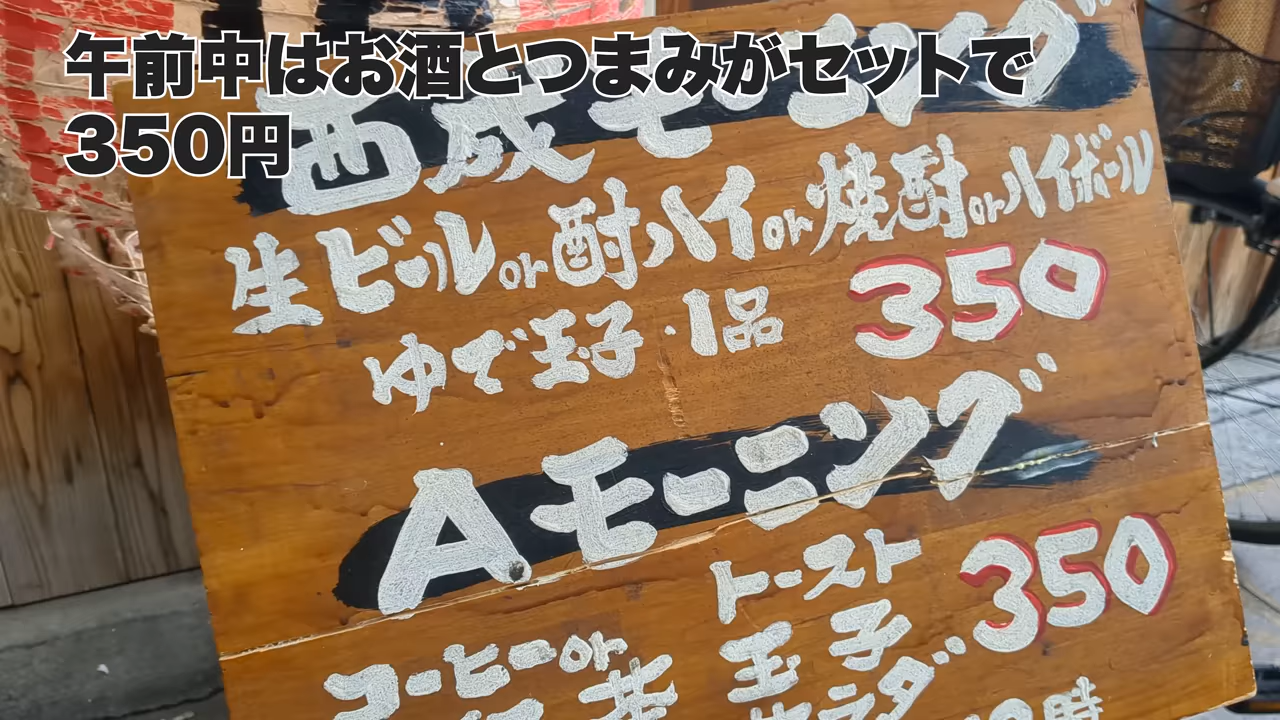 午前中はお酒とつまみがセットで
350円
西成モーニング
生ビールor酎ハイor焼酎orハイボール
ゆで玉子・1品 350
Aモーニング
トースト 350
コーヒーor 玉子